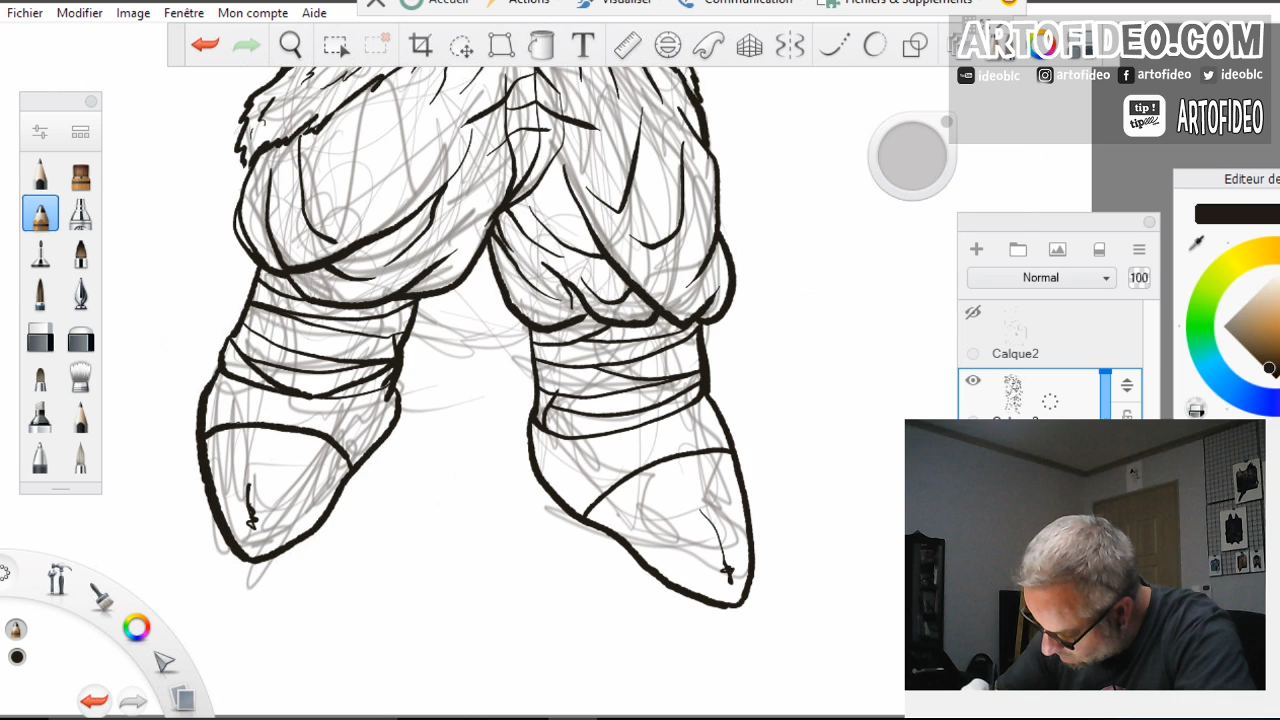 Accueil Actions Visualiser Communication Fichiers & Suppléments
Fichier Modifier Image Fenêtre Mon compte Aide
ARTOFIDEO.COM
ideoblc artofideo artofideo ideoblc
tip !
tip
ARTOFIDEO
T
Editeur de
Normal 100
Calque2